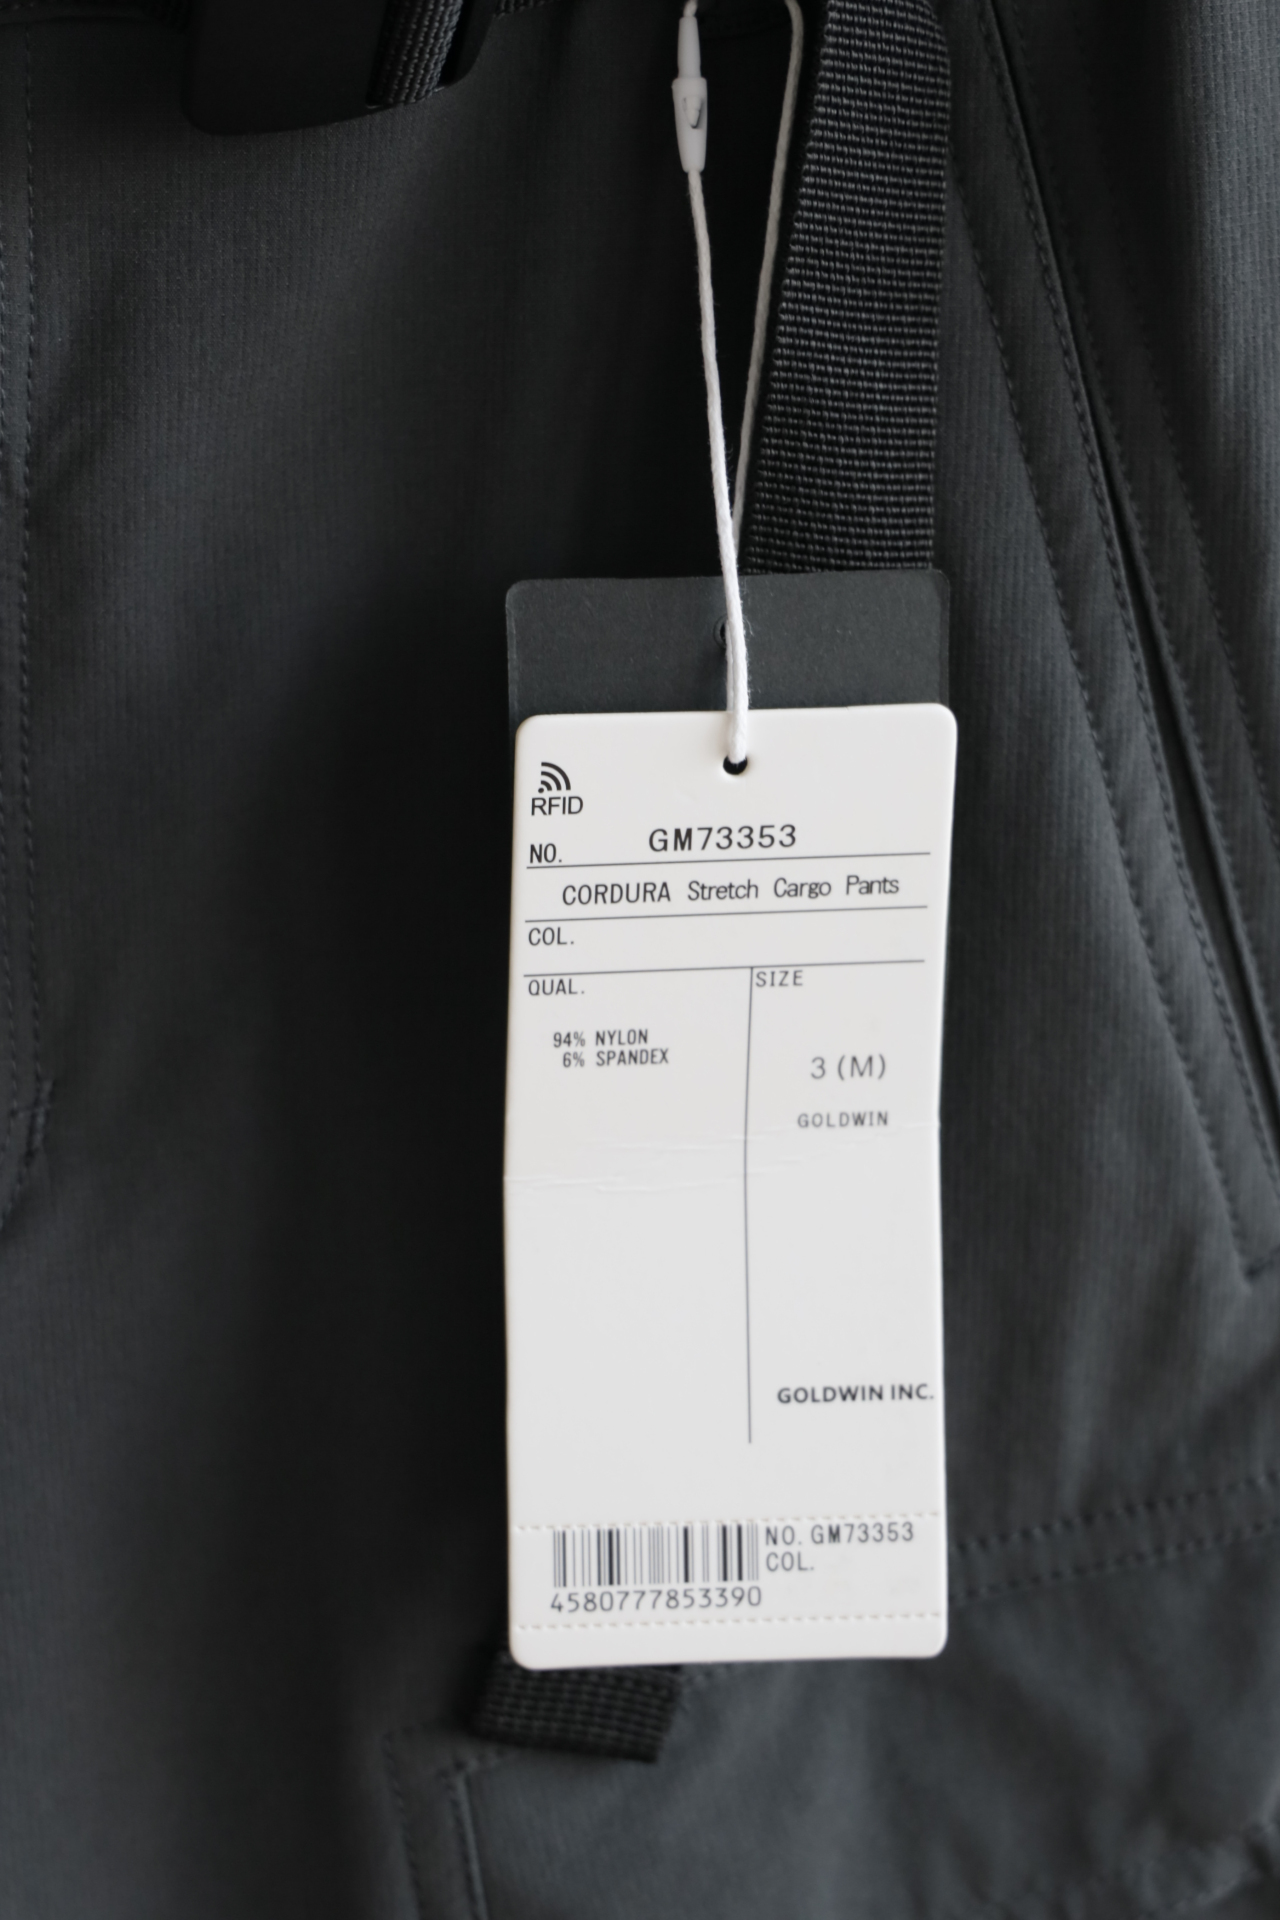 RFID
NO. GM73353
CORDURA Stretch Cargo Pants
COL.
QUAL. SIZE
94% NYLON
6% SPANDEX
3 (M)
GOLDWIN
GOLDWIN INC.
NO. GM73353
COL.
4580777853390